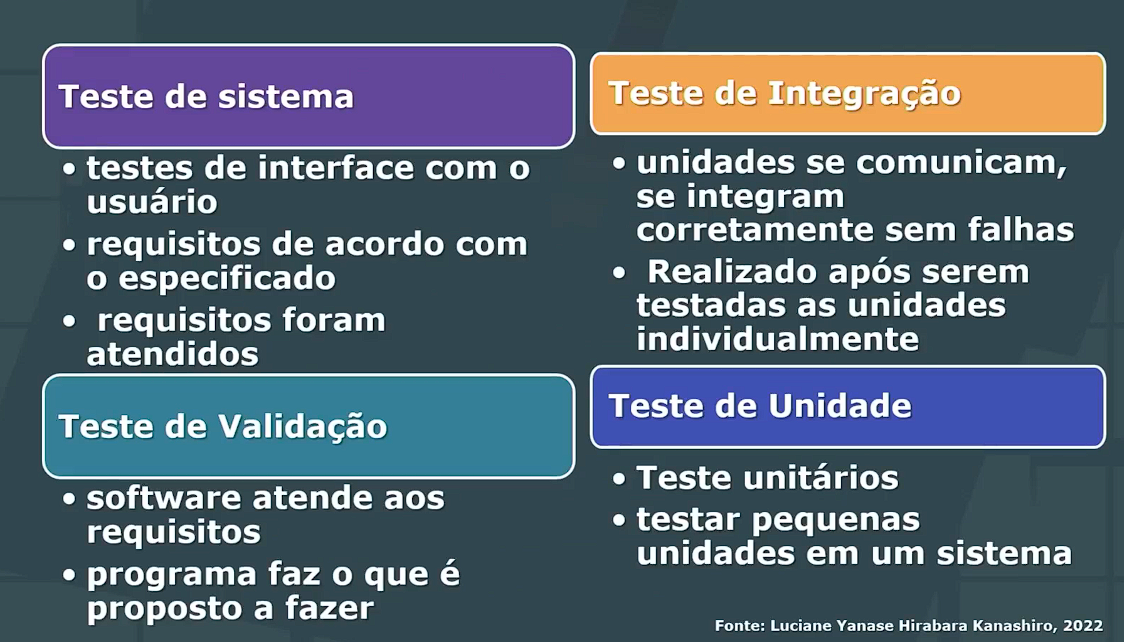 Teste de sistema
• testes de interface com o
usuário
• requisitos de acordo com
o especificado
• requisitos foram
atendidos
Teste de Validação
• software atende aos
requisitos
• programa faz o que é
proposto a fazer
Teste de Integração
• unidades se comunicam,
se integram
corretamente sem falhas
• Realizado após serem
testadas as unidades
individualmente
Teste de Unidade
• Teste unitários
• testar pequenas
unidades em um sistema
Fonte: Luciane Yanase Hirabara Kanashiro, 2022